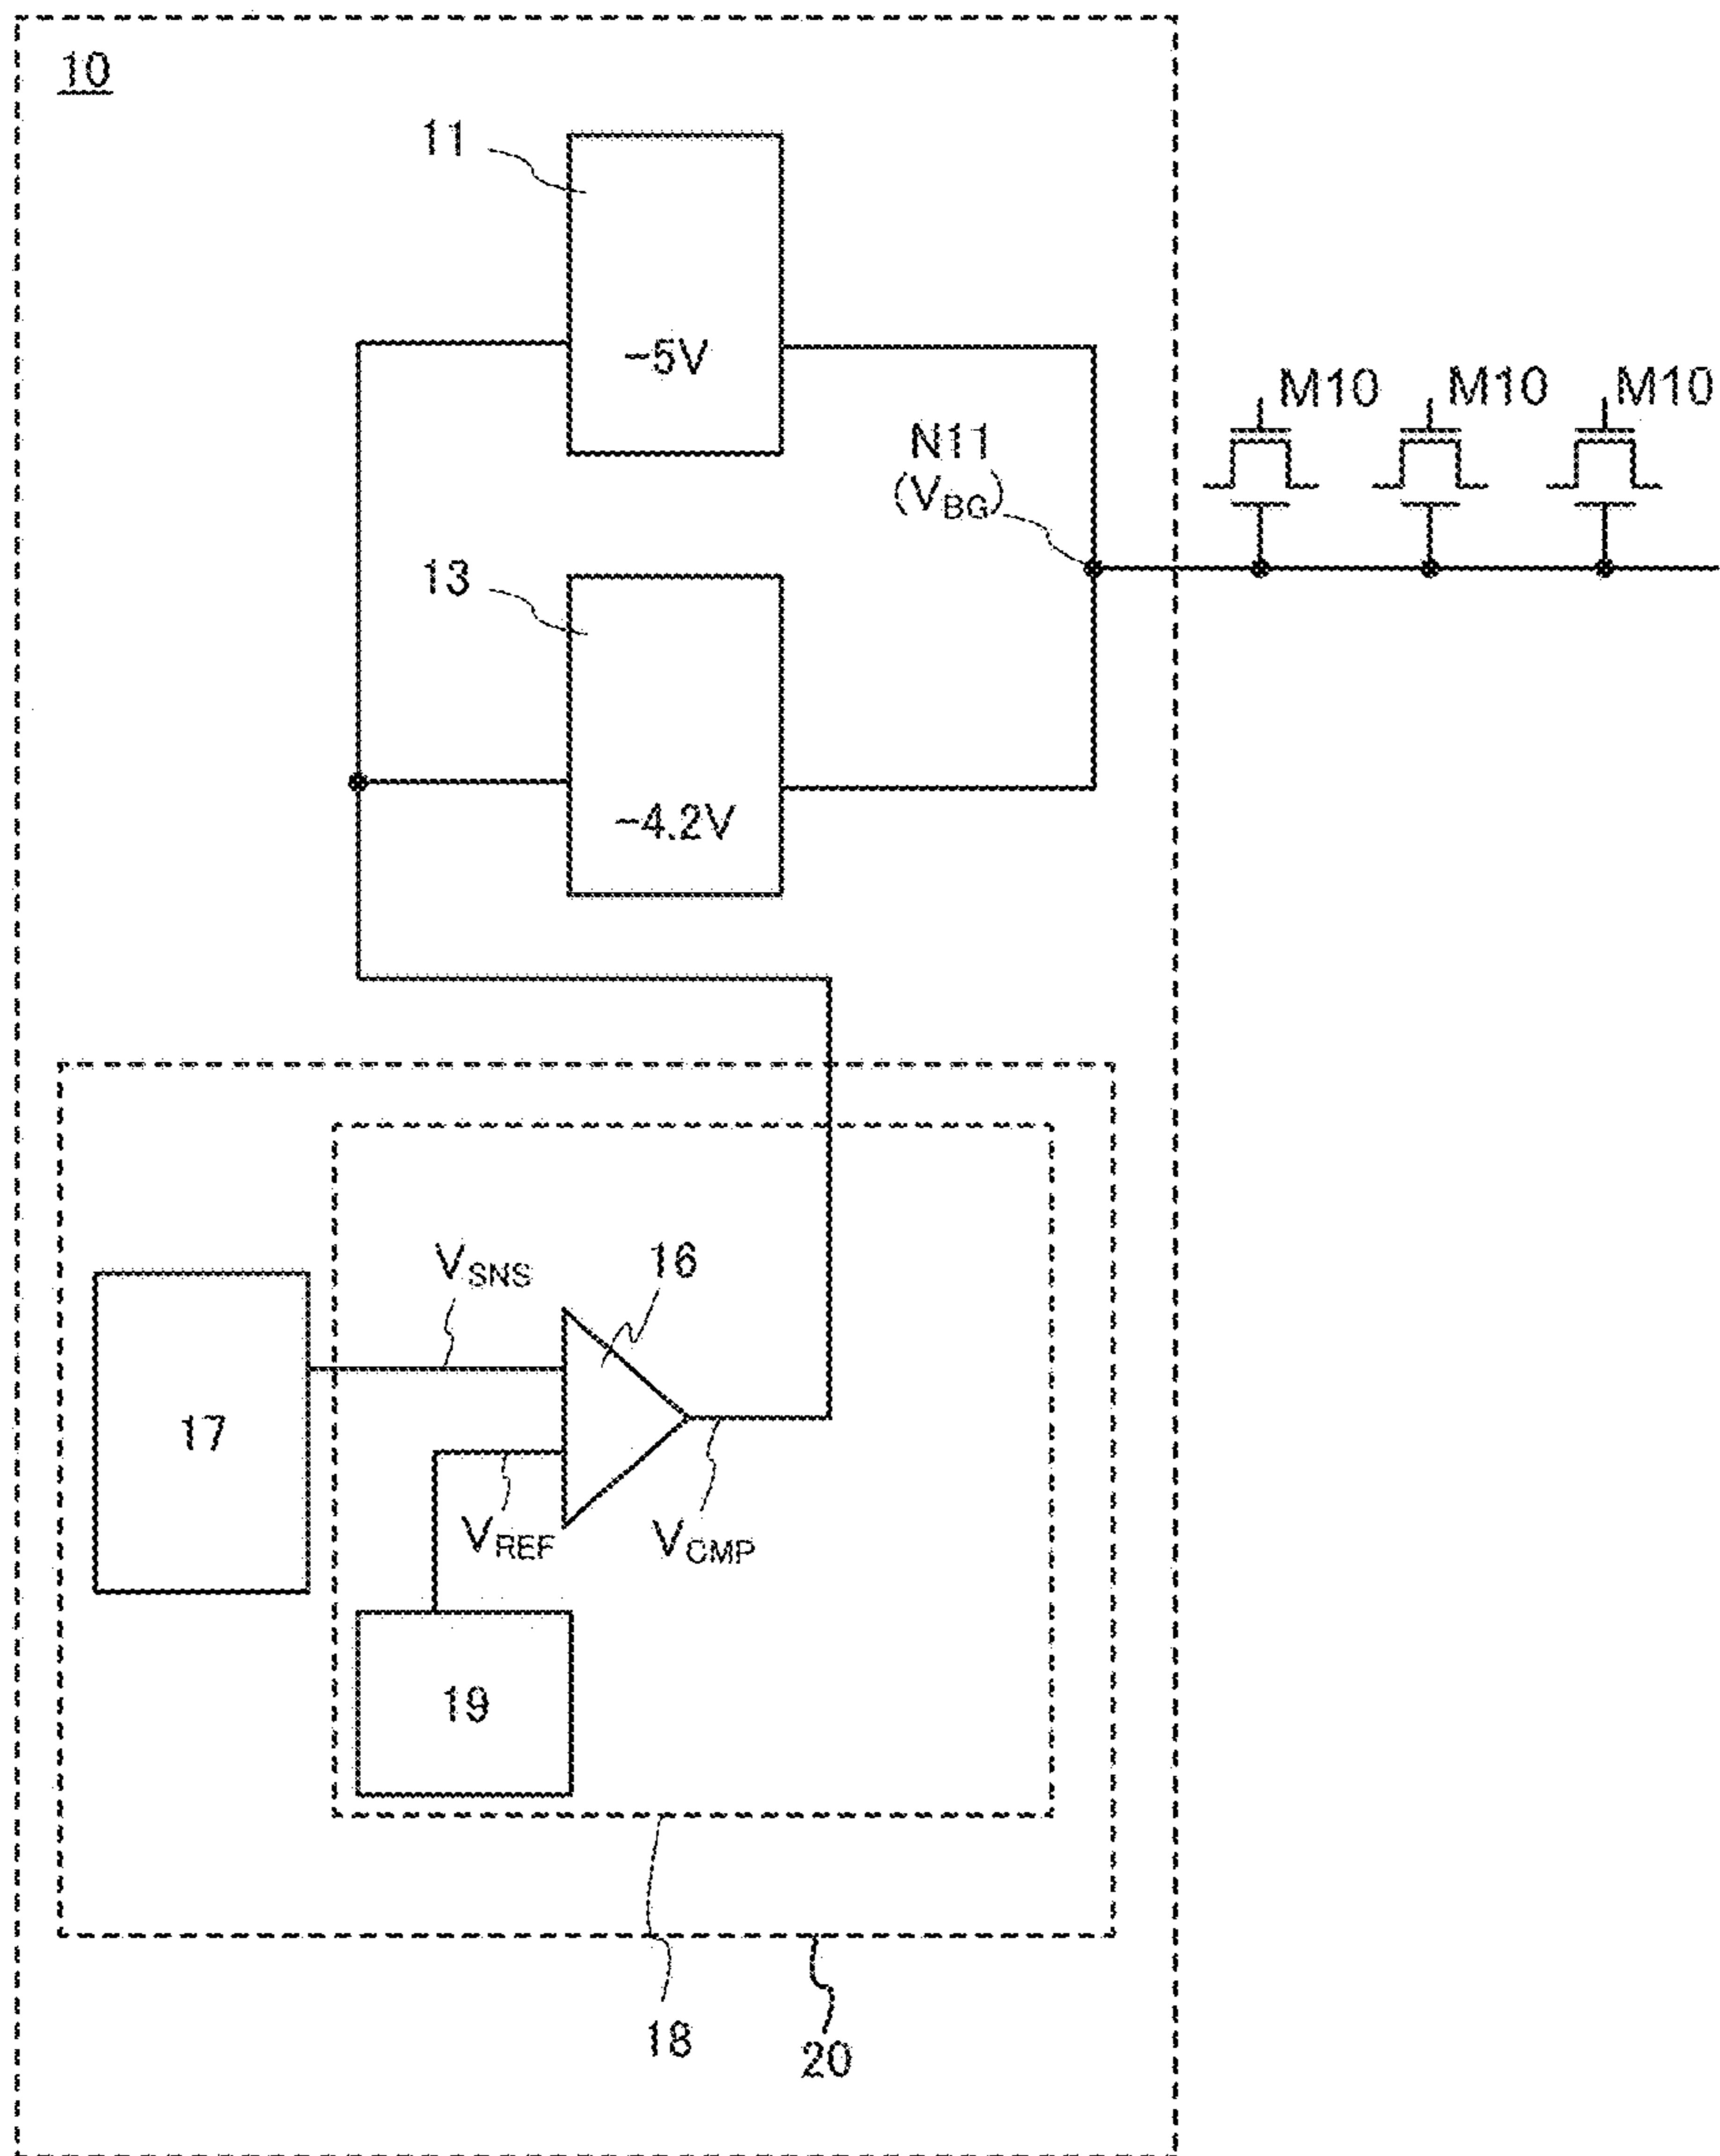 10
11
-5V
M10 M10 M10
N11
(VBG)
13
-4.2V
VSNS
16
17
VREF
VCMP
19
18
20